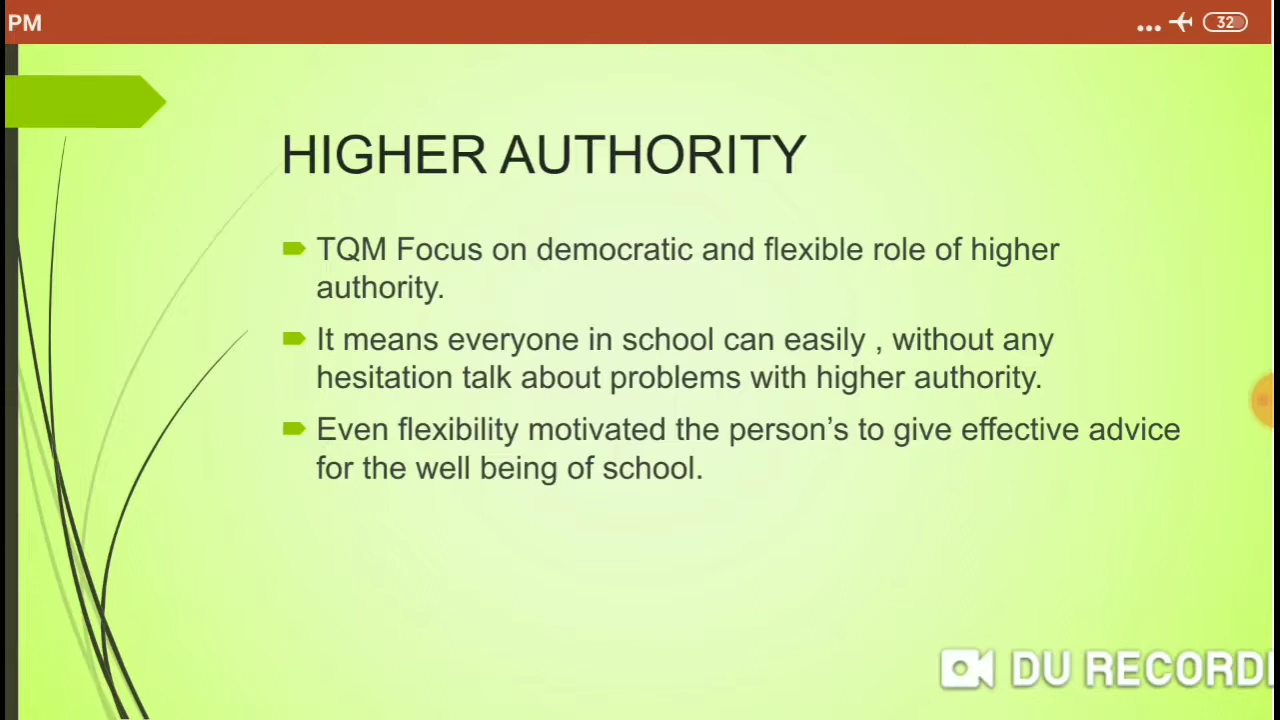 PM
32
HIGHER AUTHORITY
TQM Focus on democratic and flexible role of higher
authority.
It means everyone in school can easily , without any
hesitation talk about problems with higher authority.
Even flexibility motivated the person’s to give effective advice
for the well being of school.
DU RECORD